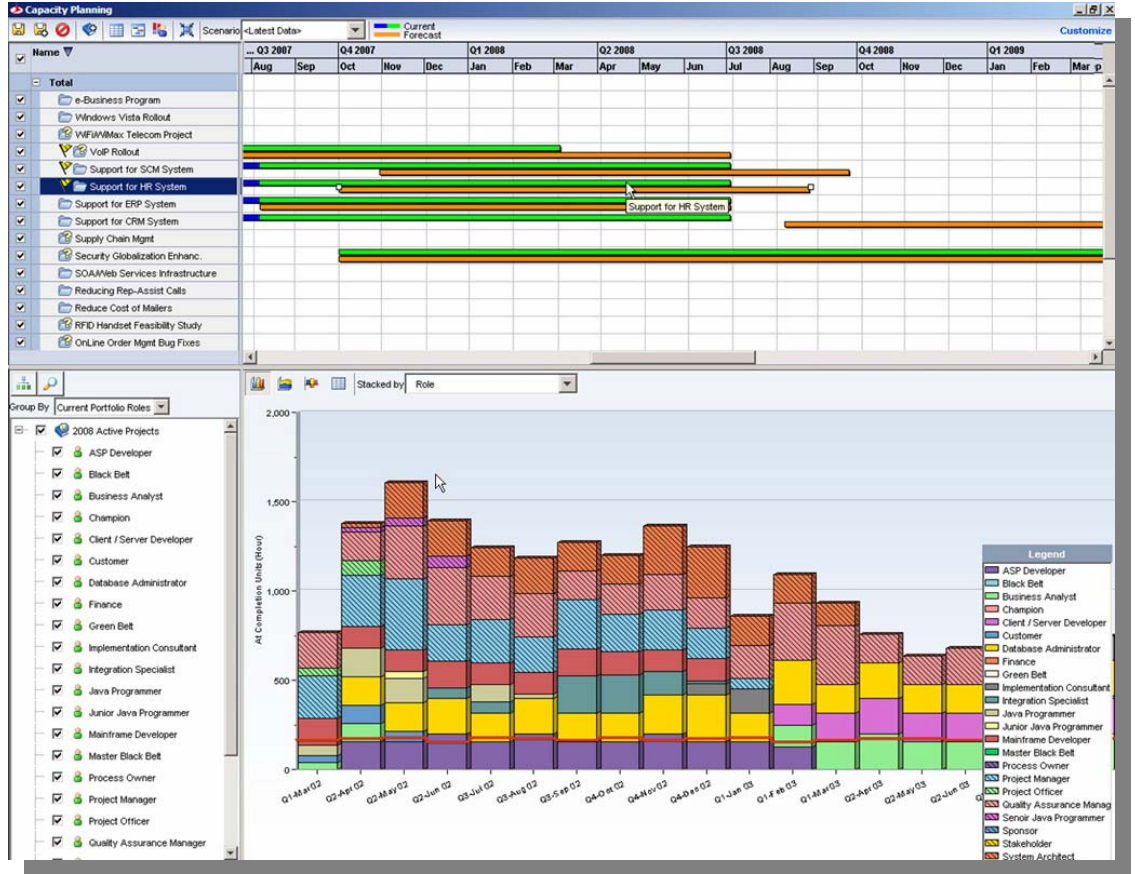 Capacity Planning
Scenario <Latest Data> Current
Forecast
Customize
Name
... Q3 2007 Q4 2007 Q1 2008 Q2 2008 Q3 2008 Q4 2008 Q1 2009
Aug Sep Oct Nov Dec Jan Feb Mar Apr May Jun Jul Aug Sep Oct Nov Dec Jan Feb Mar
Total
e-Business Program
Windows Vista Rollout
WiFi/WiMax Telecom Project
VoIP Rollout
Support for SCM System
Support for HR System
Support for ERP System
Support for HR System
Support for CRM System
Supply Chain Mgmt
Security Globalization Enhanc.
SOA/Web Services Infrastructure
Reducing Rep-Assist Calls
Reduce Cost of Mailers
RFID Handset Feasibility Study
OnLine Order Mgmt Bug Fixes
Group By Current Portfolio Roles
2008 Active Projects
ASP Developer
Black Belt
Business Analyst
Champion
Client / Server Developer
Customer
Database Administrator
Finance
Green Belt
Implementation Consultant
Integration Specialist
Java Programmer
Junior Java Programmer
Mainframe Developer
Master Black Belt
Process Owner
Project Manager
Project Officer
Quality Assurance Manager
Stacked by Role
At Completion Units (Hour)
2,000
1,500
1,000
500
0
Q1-Mar 02 Q2-Apr 02 Q2-May 02 Q2-Jun 02 Q3-Jul 02 Q3-Aug 02 Q3-Sep 02 Q4-Oct 02 Q4-Nov 02 Q4-Dec 02 Q1-Jan 03 Q1-Feb 03 Q1-Mar 03 Q2-Apr 03 Q2-May 03 Q2-Jun 03
Legend
ASP Developer
Black Belt
Business Analyst
Champion
Client / Server Developer
Customer
Database Administrator
Finance
Green Belt
Implementation Consultant
Integration Specialist
Java Programmer
Junior Java Programmer
Mainframe Developer
Master Black Belt
Process Owner
Project Manager
Project Officer
Quality Assurance Manag
Senoir Java Programmer
Sponsor
Stakeholder
System Architect